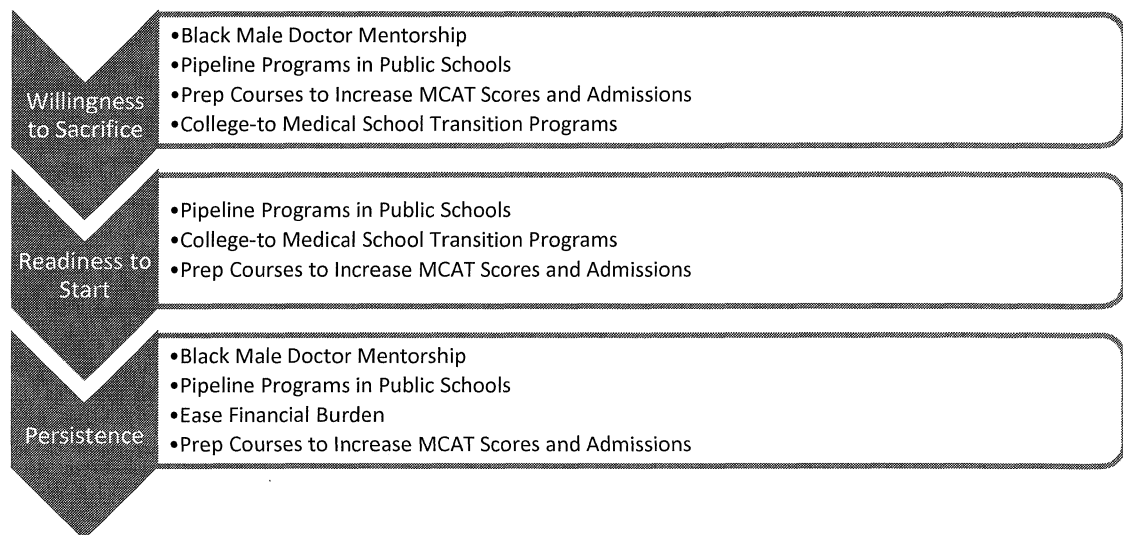 Willingness
to Sacrifice
•Black Male Doctor Mentorship
•Pipeline Programs in Public Schools
•Prep Courses to Increase MCAT Scores and Admissions
•College-to Medical School Transition Programs
Readiness to
Start
•Pipeline Programs in Public Schools
•College-to Medical School Transition Programs
•Prep Courses to Increase MCAT Scores and Admissions
Persistence
•Black Male Doctor Mentorship
•Pipeline Programs in Public Schools
•Ease Financial Burden
•Prep Courses to Increase MCAT Scores and Admissions